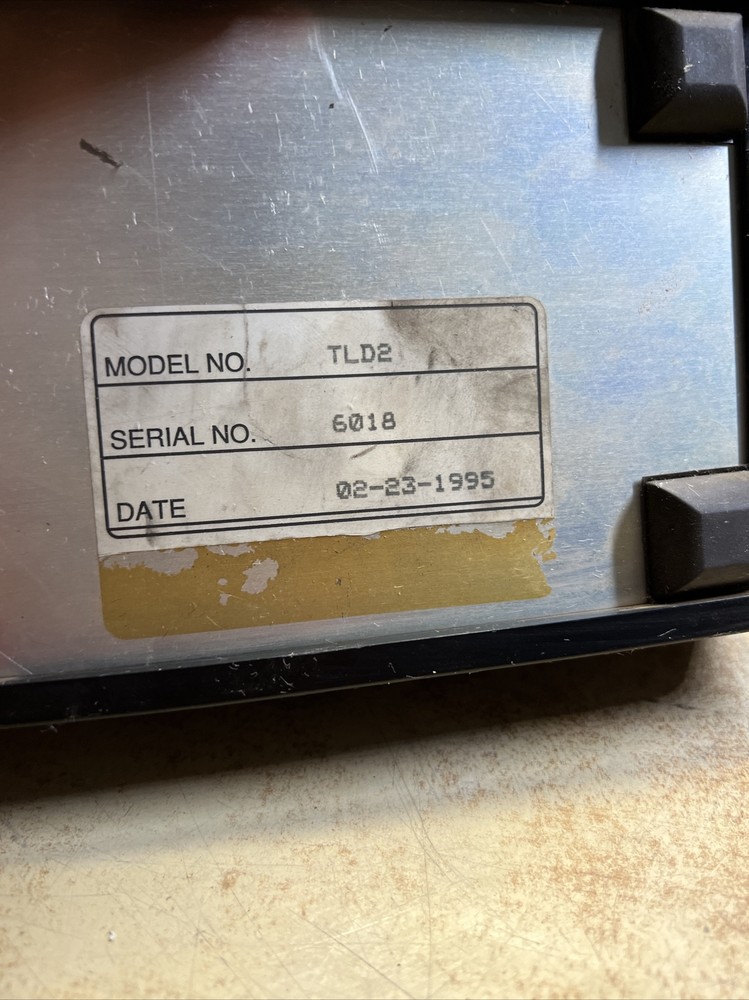 MODEL NO. TLD2
SERIAL NO. 6018
DATE 02-23-1995